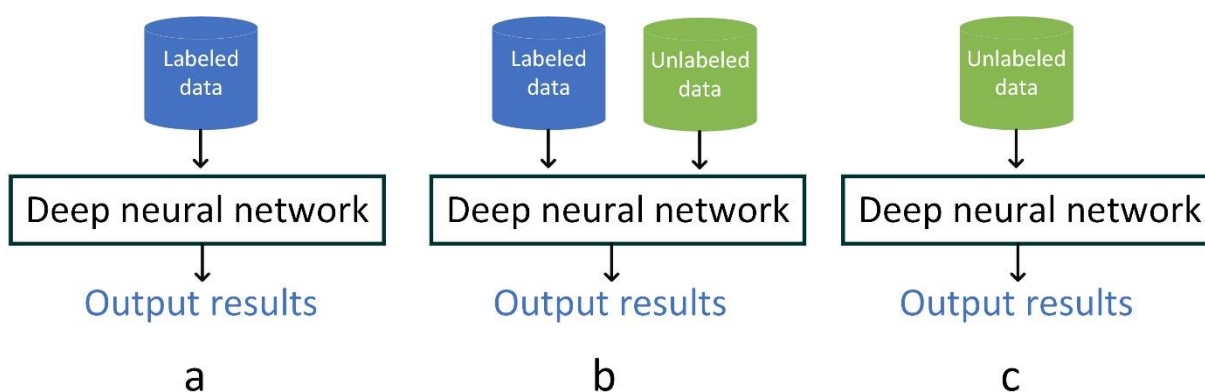 Labeled
data
Deep neural network
Output results
a
Labeled
data
Unlabeled
data
Deep neural network
Output results
b
Unlabeled
data
Deep neural network
Output results
c